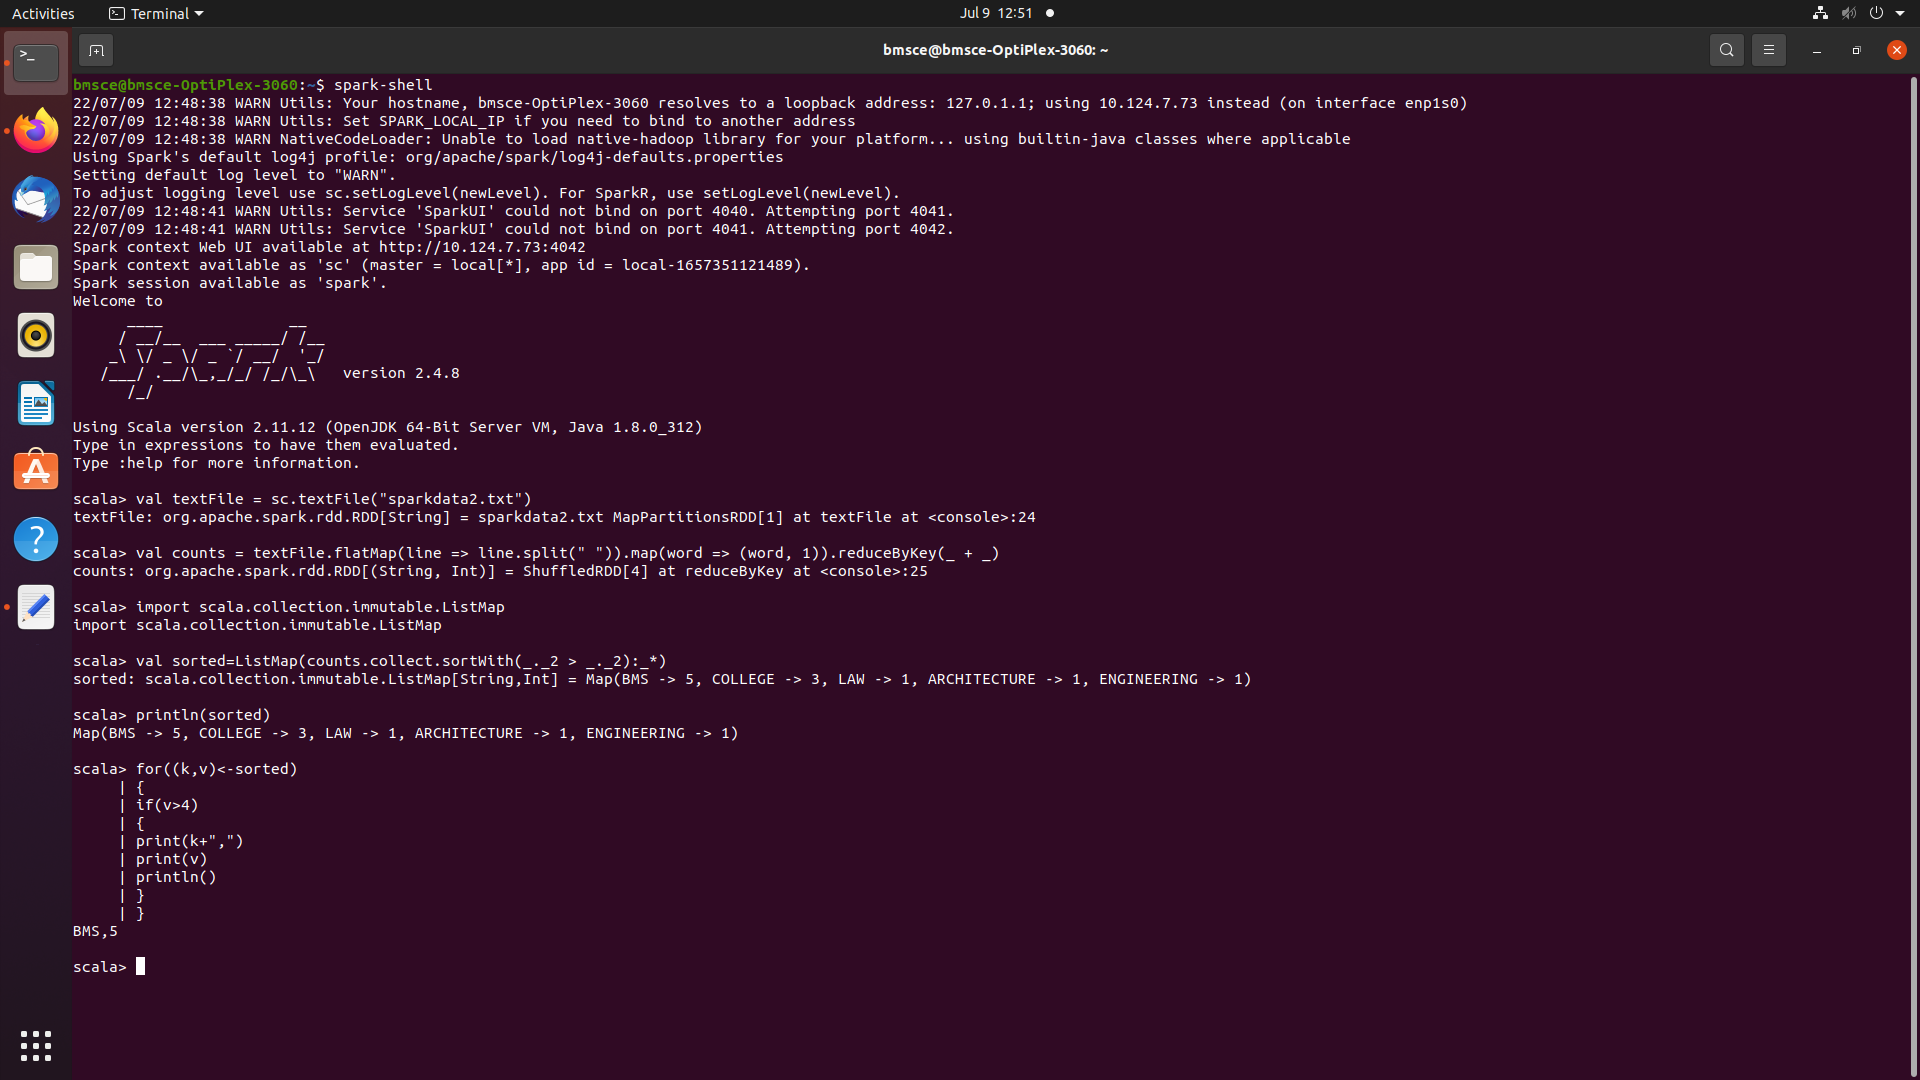 Activities
Terminal
Jul 9 12:51
bmsce@bmsce-OptiPlex-3060: ~
bmsce@bmsce-OptiPlex-3060:~$ spark-shell
22/07/09 12:48:38 WARN Utils: Your hostname, bmsce-OptiPlex-3060 resolves to a loopback address: 127.0.1.1; using 10.124.7.73 instead (on interface enp1s0)
22/07/09 12:48:38 WARN Utils: Set SPARK_LOCAL_IP if you need to bind to another address
22/07/09 12:48:38 WARN NativeCodeLoader: Unable to load native-hadoop library for your platform... using builtin-java classes where applicable
Using Spark's default log4j profile: org/apache/spark/log4j-defaults.properties
Setting default log level to "WARN".
To adjust logging level use sc.setLogLevel(newLevel). For SparkR, use setLogLevel(newLevel).
22/07/09 12:48:41 WARN Utils: Service 'SparkUI' could not bind on port 4040. Attempting port 4041.
22/07/09 12:48:41 WARN Utils: Service 'SparkUI' could not bind on port 4041. Attempting port 4042.
Spark context Web UI available at http://10.124.7.73:4042
Spark context available as 'sc' (master = local[*], app id = local-1657351121489).
Spark session available as 'spark'.
Welcome to
      ____              __
     / __/__  ___ _____/ /__
    _\ \/ _ \/ _ `/ __/  '_/
   /___/ .__/\_,_/_/ /_/\_\   version 2.4.8
      /_/
Using Scala version 2.11.12 (OpenJDK 64-Bit Server VM, Java 1.8.0_312)
Type in expressions to have them evaluated.
Type :help for more information.
scala> val textFile = sc.textFile("sparkdata2.txt")
textFile: org.apache.spark.rdd.RDD[String] = sparkdata2.txt MapPartitionsRDD[1] at textFile at <console>:24
scala> val counts = textFile.flatMap(line => line.split(" ")).map(word => (word, 1)).reduceByKey(_ + _)
counts: org.apache.spark.rdd.RDD[(String, Int)] = ShuffledRDD[4] at reduceByKey at <console>:25
scala> import scala.collection.immutable.ListMap
import scala.collection.immutable.ListMap
scala> val sorted=ListMap(counts.collect.sortWith(_._2 > _._2):_*)
sorted: scala.collection.immutable.ListMap[String,Int] = Map(BMS -> 5, COLLEGE -> 3, LAW -> 1, ARCHITECTURE -> 1, ENGINEERING -> 1)
scala> println(sorted)
Map(BMS -> 5, COLLEGE -> 3, LAW -> 1, ARCHITECTURE -> 1, ENGINEERING -> 1)
scala> for((k,v)<-sorted)
     | {
     | if(v>4)
     | {
     | print(k+",")
     | print(v)
     | println()
     | }
     | }
BMS,5
scala>